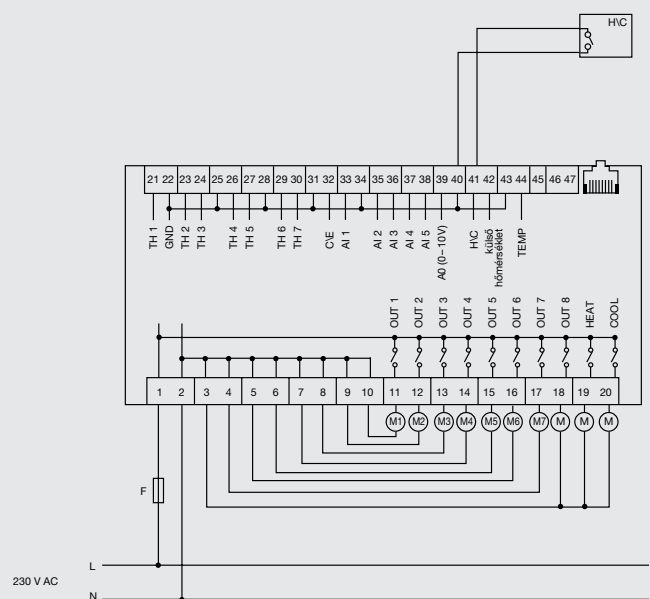 H\C
21 22 23 24 25 26 27 28 29 30 31 32 33 34 35 36 37 38 39 40 41 42 43 44 45 46 47
TH 1
GND
TH 2
TH 3
TH 4
TH 5
TH 6
TH 7
C\E
AI 1
AI 2
AI 3
AI 4
AI 5
A0 (0–10V)
H\C
külső
hőmérséklet
TEMP
OUT 1
OUT 2
OUT 3
OUT 4
OUT 5
OUT 6
OUT 7
OUT 8
HEAT
COOL
1 2 3 4 5 6 7 8 9 10 11 12 13 14 15 16 17 18 19 20
M1 M2 M3 M4 M5 M6 M7 M M M
F
L
230 V AC
N